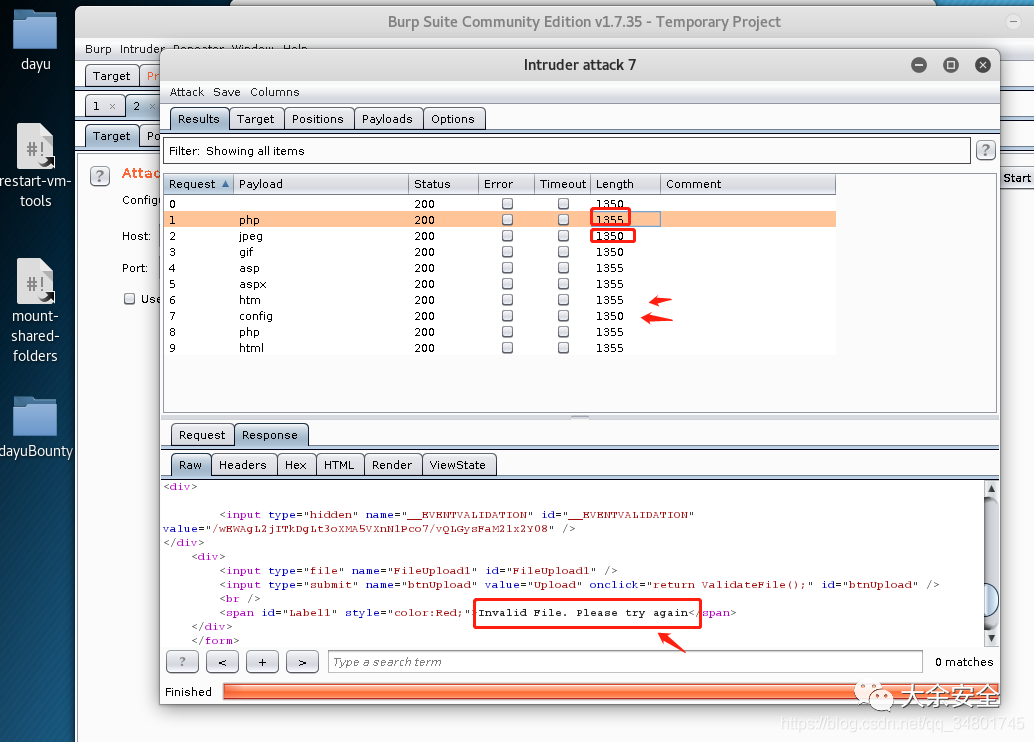 Burp Suite Community Edition v1.7.35 - Temporary Project
dayu
restart-vm-
tools
mount-
shared-
folders
dayuBounty
Burp Intruder Repeater Window Help
Target
1 × 2 ×
Target
?
Config
Host:
Port:
Use
Start
Intruder attack 7
Attack Save Columns
Results Target Positions Payloads Options
Filter: Showing all items ?
Request ▲ Payload Status Error Timeout Length Comment
0 200 1350
1 php 200 1355
2 jpeg 200 1350
3 gif 200 1350
4 asp 200 1355
5 aspx 200 1355
6 htm 200 1355
7 config 200 1350
8 php 200 1355
9 html 200 1355
Request Response
Raw Headers Hex HTML Render ViewState
<div>
<input type="hidden" name="__EVENTVALIDATION" id="__EVENTVALIDATION"
</div>
<div>
<input type="file" name="FileUpload1" id="FileUpload1" />
<input type="submit" name="btnUpload" value="Upload" onclick="return ValidateFile();" id="btnUpload" />
<br />
<span id="Label1" style="color:Red;">Invalid File. Please try again</span>
</div>
</form>
? < + > Type a search term 0 matches
Finished
大余安全
https://blog.csdn.net/qq_34801745